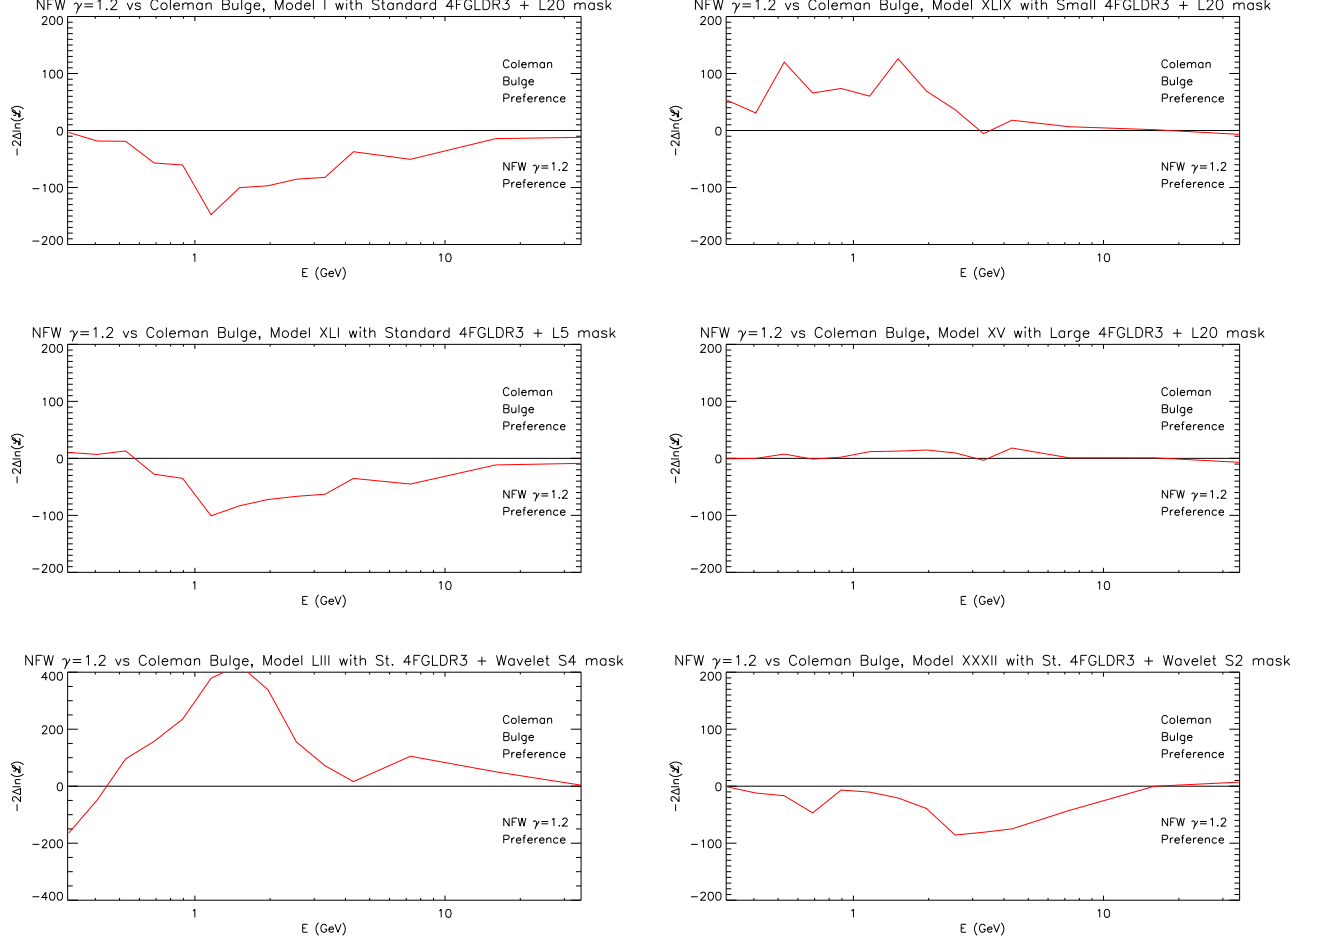 NFW γ=1.2 vs Coleman Bulge, Model I with Standard 4FGLDR3 + L20 mask
200
100
0
−100
−200
−2Δln(ℒ)
Coleman
Bulge
Preference
NFW γ=1.2
Preference
1
10
E (GeV)
NFW γ=1.2 vs Coleman Bulge, Model XLIX with Small 4FGLDR3 + L20 mask
200
100
0
−100
−200
−2Δln(ℒ)
Coleman
Bulge
Preference
NFW γ=1.2
Preference
1
10
E (GeV)
NFW γ=1.2 vs Coleman Bulge, Model XLI with Standard 4FGLDR3 + L5 mask
200
100
0
−100
−200
−2Δln(ℒ)
Coleman
Bulge
Preference
NFW γ=1.2
Preference
1
10
E (GeV)
NFW γ=1.2 vs Coleman Bulge, Model XV with Large 4FGLDR3 + L20 mask
200
100
0
−100
−200
−2Δln(ℒ)
Coleman
Bulge
Preference
NFW γ=1.2
Preference
1
10
E (GeV)
NFW γ=1.2 vs Coleman Bulge, Model LIII with St. 4FGLDR3 + Wavelet S4 mask
400
200
0
−200
−400
−2Δln(ℒ)
Coleman
Bulge
Preference
NFW γ=1.2
Preference
1
10
E (GeV)
NFW γ=1.2 vs Coleman Bulge, Model XXXII with St. 4FGLDR3 + Wavelet S2 mask
200
100
0
−100
−200
−2Δln(ℒ)
Coleman
Bulge
Preference
NFW γ=1.2
Preference
1
10
E (GeV)